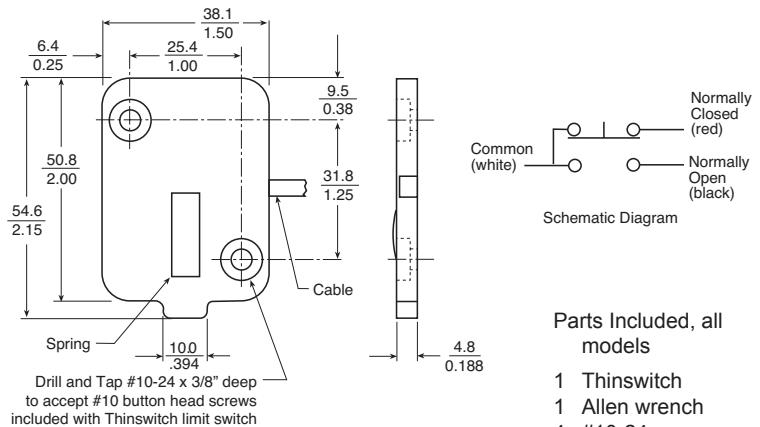 38.1
1.50
6.4
0.25
25.4
1.00
9.5
0.38
50.8
2.00
54.6
2.15
31.8
1.25
Cable
Spring
10.0
.394
4.8
0.188
Drill and Tap #10-24 x 3/8" deep
to accept #10 button head screws
included with Thinswitch limit switch
Common
(white)
Normally
Closed
(red)
Normally
Open
(black)
Schematic Diagram
Parts Included, all
models
1 Thinswitch
1 Allen wrench